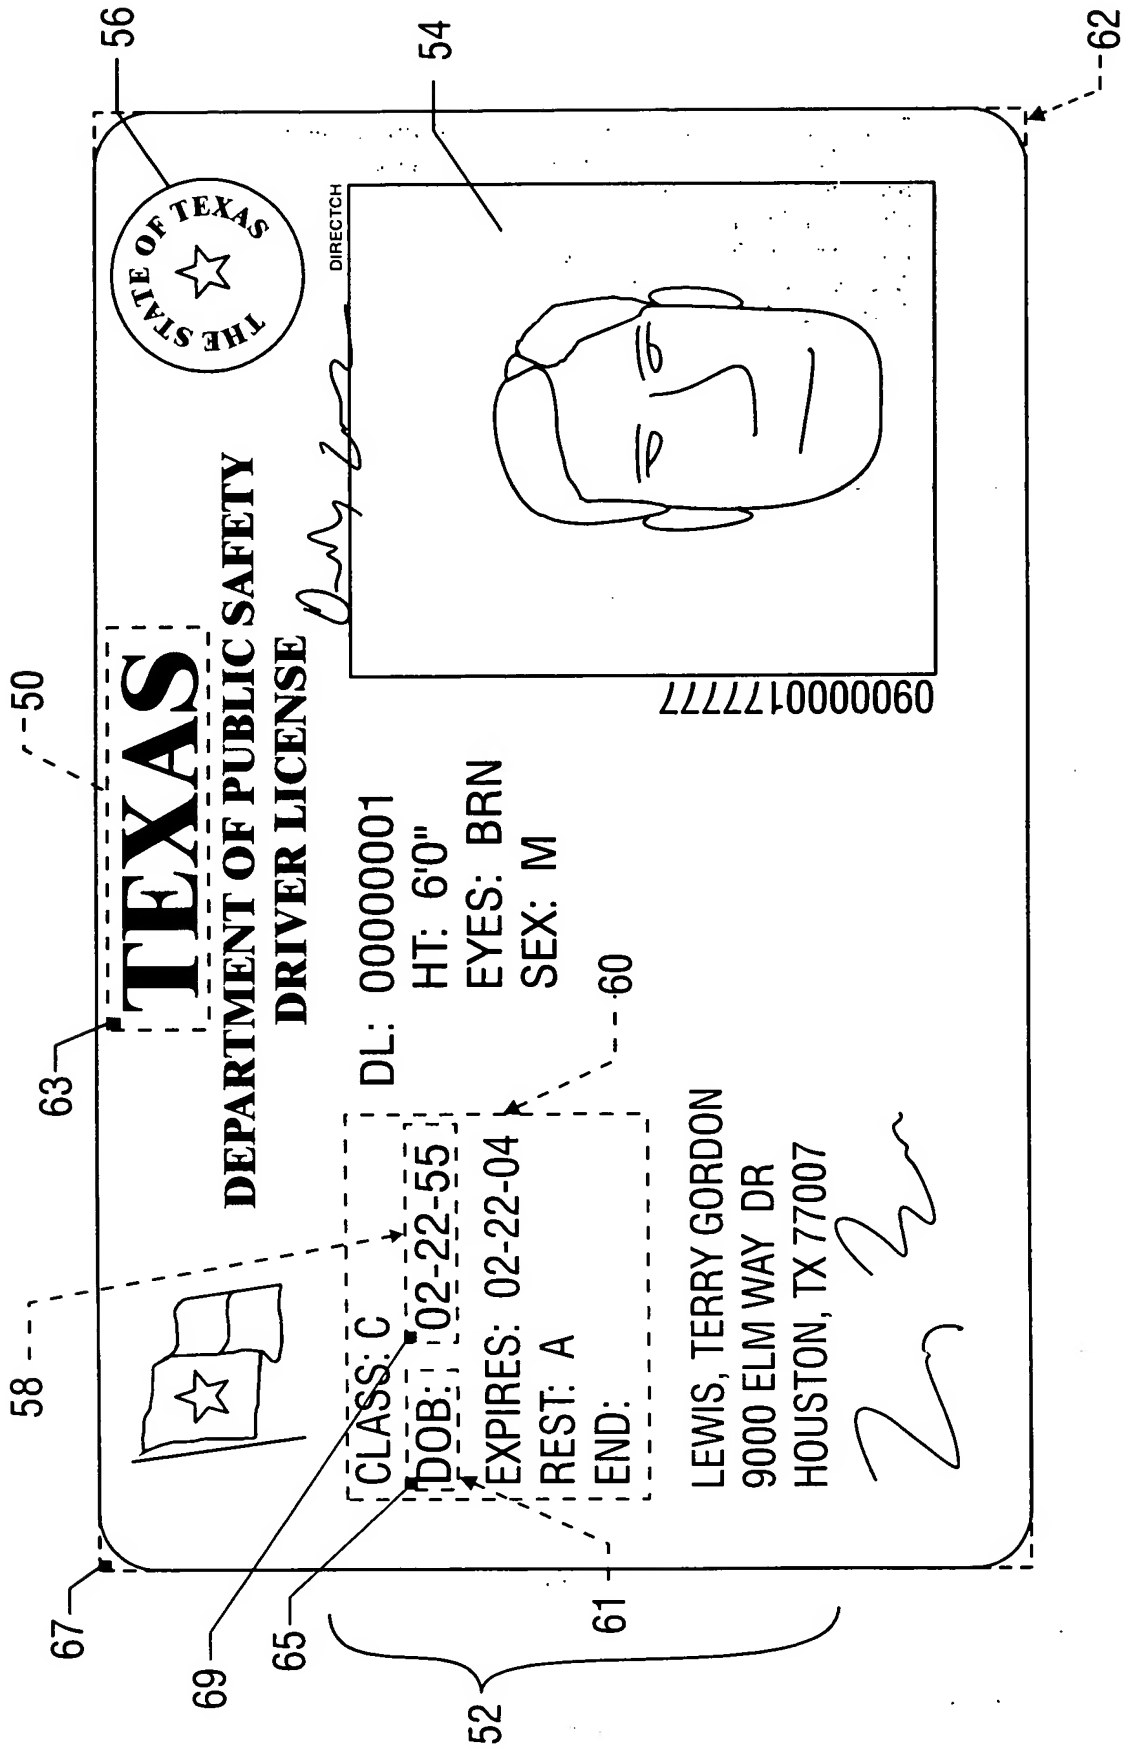 67
63
50
56
THE STATE OF TEXAS
TEXAS
DEPARTMENT OF PUBLIC SAFETY
DRIVER LICENSE
58
69
65
52
61
60
54
62
DIRECTCH
CLASS: C
DL: 00000001
DOB: 02-22-55
HT: 6'0"
EXPIRES: 02-22-04
EYES: BRN
REST: A
SEX: M
END:
LEWIS, TERRY GORDON
9000 ELM WAY DR
HOUSTON, TX 77007